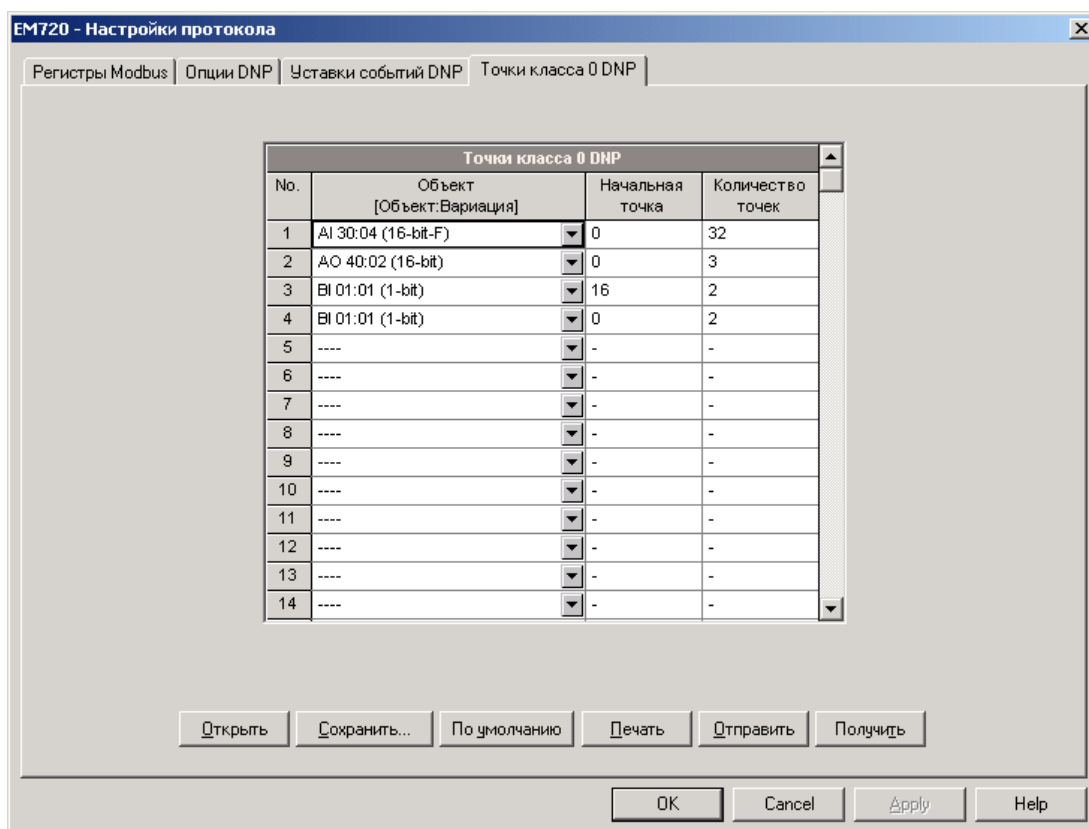 EM720 - Настройки протокола
Регистры Modbus Опции DNP Уставки событий DNP Точки класса 0 DNP
Точки класса 0 DNP
No. Объект Начальная Количество
[Объект:Вариация] точка точек
1 AI 30:04 (16-bit-F) 0 32
2 AO 40:02 (16-bit) 0 3
3 BI 01:01 (1-bit) 16 2
4 BI 01:01 (1-bit) 0 2
5 ---- - -
6 ---- - -
7 ---- - -
8 ---- - -
9 ---- - -
10 ---- - -
11 ---- - -
12 ---- - -
13 ---- - -
14 ---- - -
Открыть Сохранить... По умолчанию Печать Отправить Получить
OK Cancel Apply Help